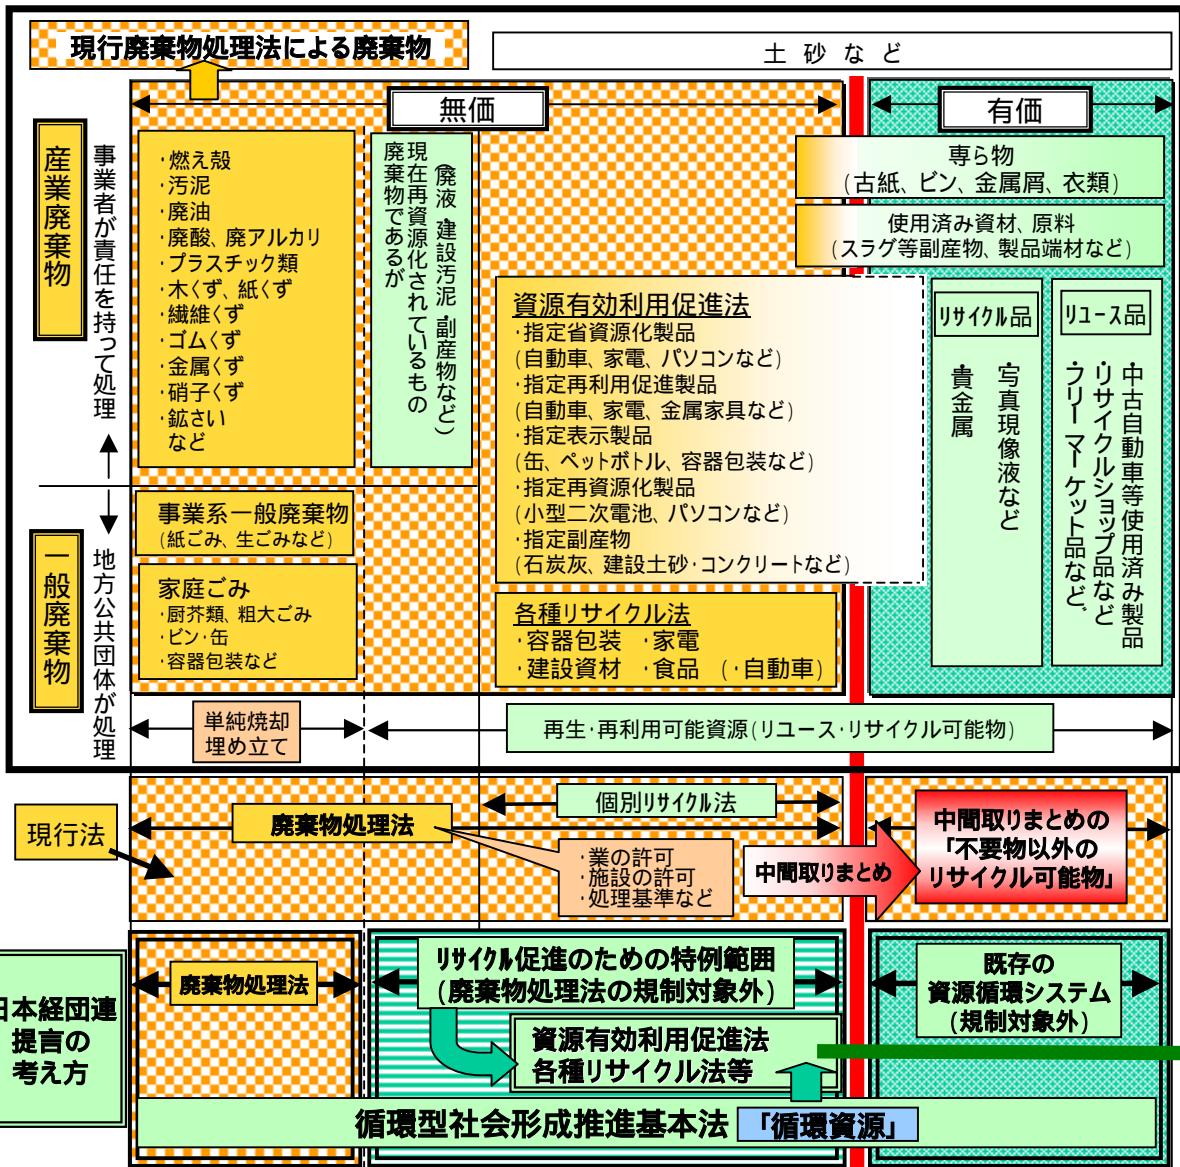 現行廃棄物処理法による廃棄物
土砂など
無価
有価
産業廃棄物
事業者が責任を持って処理
・燃え殻
・汚泥
・廃油
・廃酸、廃アルカリ
・プラスチック類
・木くず、紙くず
・繊維くず
・ゴムくず
・金属くず
・硝子くず
・鉱さい
など
(廃液・建設汚泥・副産物など)
現在再資源化されているもの
廃棄物であるが
専ら物
(古紙、ビン、金属屑、衣類)
使用済み資材、原料
(スラグ等副産物、製品端材など)
資源有効利用促進法
・指定省資源化製品
(自動車、家電、パソコンなど)
・指定再利用促進製品
(自動車、家電、金属家具など)
・指定表示製品
(缶、ペットボトル、容器包装など)
・指定再資源化製品
(小型二次電池、パソコンなど)
・指定副産物
(石炭灰、建設土砂・コンクリートなど)
リサイクル品
・写真現像液など
・貴金属
リユース品
・中古自動車等使用済み製品
・リサイクルショップ品など
・フリーマーケット品など、
一般廃棄物
地方公共団体が処理
事業系一般廃棄物
(紙ごみ、生ごみなど)
家庭ごみ
・厨芥類、粗大ごみ
・ビン・缶
・容器包装など
各種リサイクル法
・容器包装 ・家電
・建設資材 ・食品 (・自動車)
単純焼却
埋め立て
再生・再利用可能資源(リユース・リサイクル可能物)
現行法
廃棄物処理法
個別リサイクル法
・業の許可
・施設の許可
・処理基準など
中間取りまとめ
中間取りまとめの
「不要物以外の
リサイクル可能物」
日本経団連
提言の
考え方
廃棄物処理法
リサイクル促進のための特例範囲
(廃棄物処理法の規制対象外)
資源有効利用促進法
各種リサイクル法等
既存の
資源循環システム
(規制対象外)
循環型社会形成推進基本法 「循環資源」